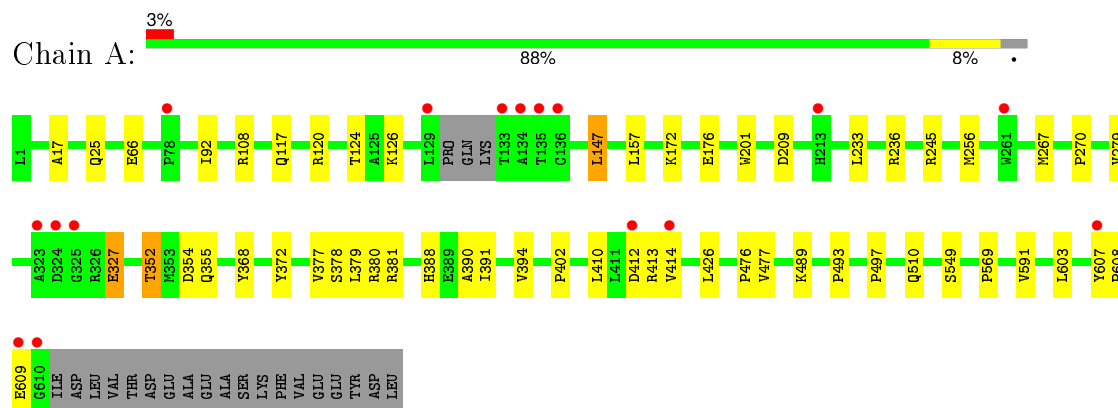 3%
Chain A:
88% 8% •
L1 A17 Q25 E66 P78 I92 R108 Q117 R120 T124 A125 K126 L129 PRO GLN LYS T133 A134 T135 C136 L147 L157 K172 E176 W201 D209 H213 L233 R236 R245 M256 W261 M267 P270
A323 D324 G325 R326 E327 T352 M353 D354 Q355 Y368 Y372 V377 S378 L379 R380 R381 H388 E389 A390 I391 V394 P402 L410 L411 D412 R413 V414 L426 P476 V477 K489 P493 P497 Q510 S549 P569 V591 L603 Y607
E609 G610 ILE ASP LEU VAL THR ASP GLU ALA GLU ALA SER LYS PHE VAL GLU GLU TYR ASP LEU